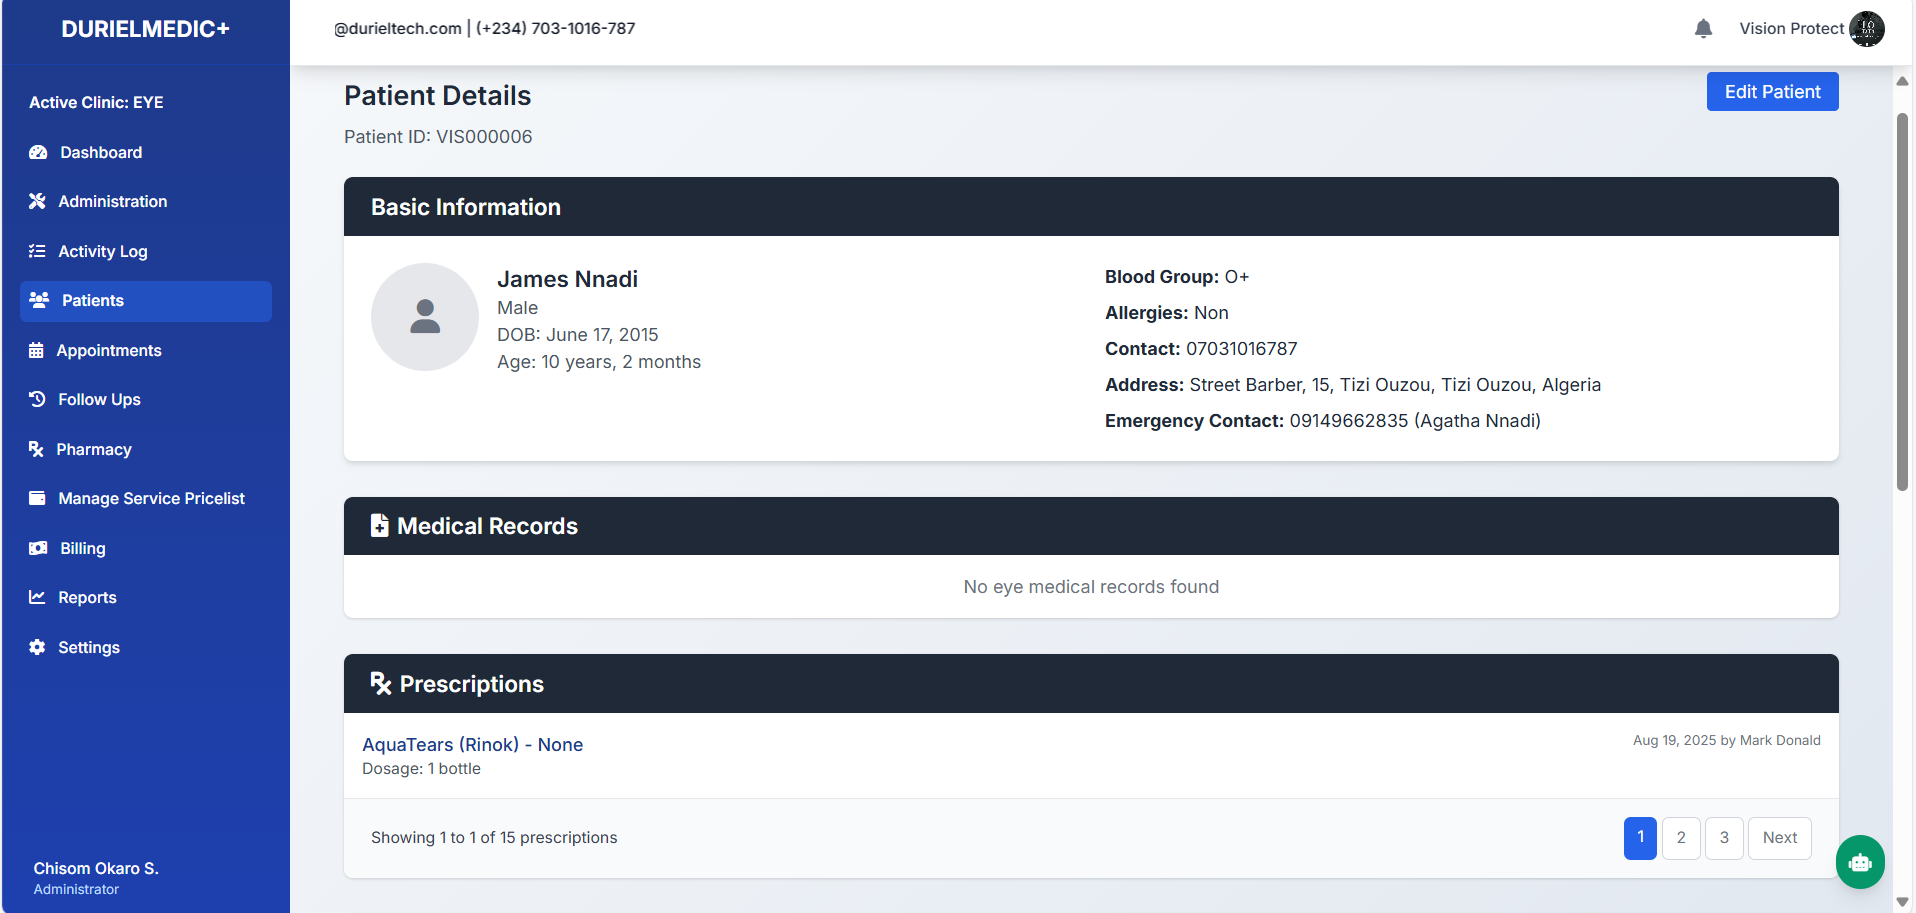 DURIELMEDIC+
@durieltech.com | (+234) 703-1016-787
Vision Protect
Active Clinic: EYE
Dashboard
Administration
Activity Log
Patients
Appointments
Follow Ups
Pharmacy
Manage Service Pricelist
Billing
Reports
Settings
Chisom Okaro S.
Administrator
Patient Details
Edit Patient
Patient ID: VIS000006
Basic Information
James Nnadi
Male
DOB: June 17, 2015
Age: 10 years, 2 months
Blood Group: O+
Allergies: Non
Contact: 07031016787
Address: Street Barber, 15, Tizi Ouzou, Tizi Ouzou, Algeria
Emergency Contact: 09149662835 (Agatha Nnadi)
Medical Records
No eye medical records found
Prescriptions
AquaTears (Rinok) - None
Aug 19, 2025 by Mark Donald
Dosage: 1 bottle
Showing 1 to 1 of 15 prescriptions
1 2 3 Next